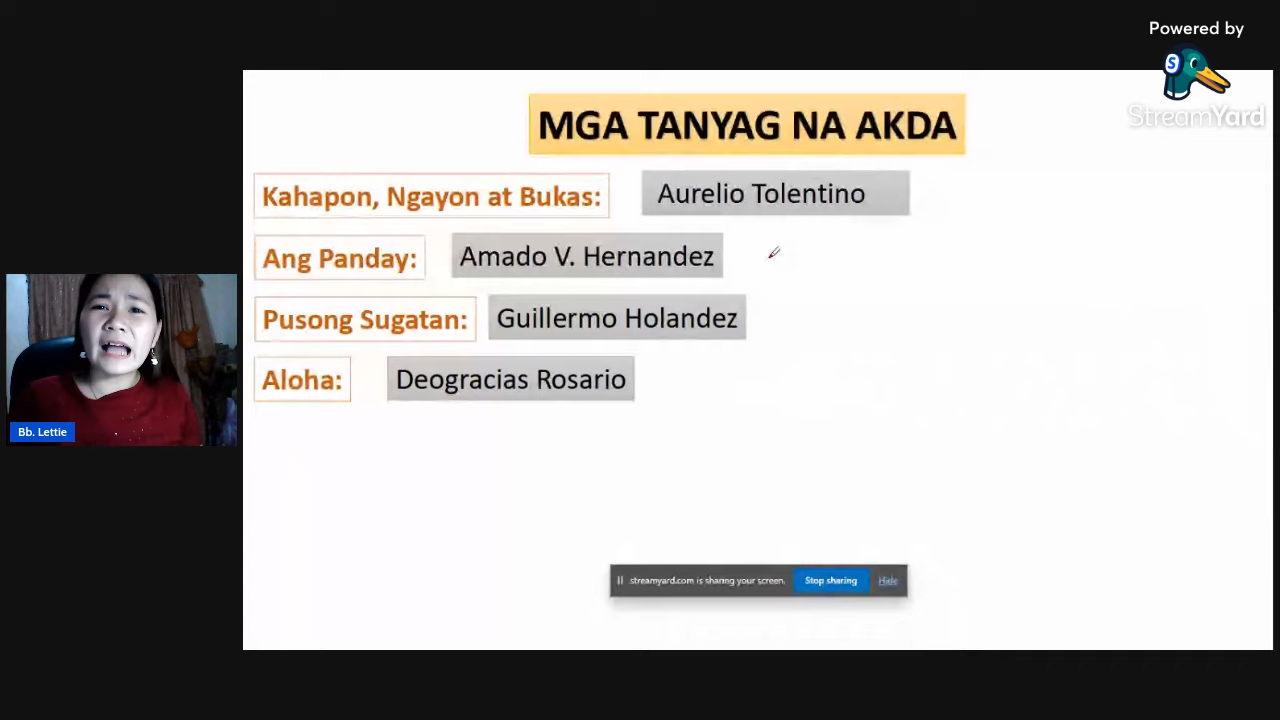 Powered by
S
StreamYard
MGA TANYAG NA AKDA
Kahapon, Ngayon at Bukas: Aurelio Tolentino
Ang Panday: Amado V. Hernandez
Pusong Sugatan: Guillermo Holandez
Aloha: Deogracias Rosario
Bb. Lettie
streamyard.com is sharing your screen. Stop sharing Hide